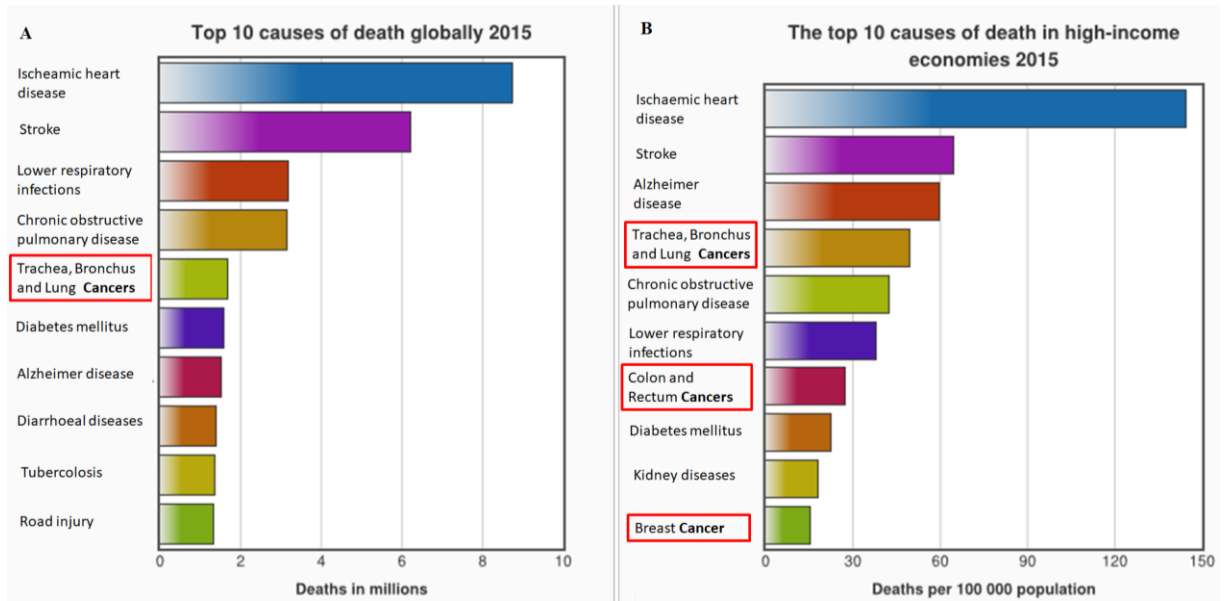 A
Top 10 causes of death globally 2015
Ischeamic heart
disease
Stroke
Lower respiratory
infections
Chronic obstructive
pulmonary disease
Trachea, Bronchus
and Lung Cancers
Diabetes mellitus
Alzheimer disease
Diarrhoeal diseases
Tubercolosis
Road injury
0 2 4 6 8 10
Deaths in millions
B
The top 10 causes of death in high-income
economies 2015
Ischaemic heart
disease
Stroke
Alzheimer
disease
Trachea, Bronchus
and Lung Cancers
Chronic obstructive
pulmonary disease
Lower respiratory
infections
Colon and
Rectum Cancers
Diabetes mellitus
Kidney diseases
Breast Cancer
0 30 60 90 120 150
Deaths per 100 000 population